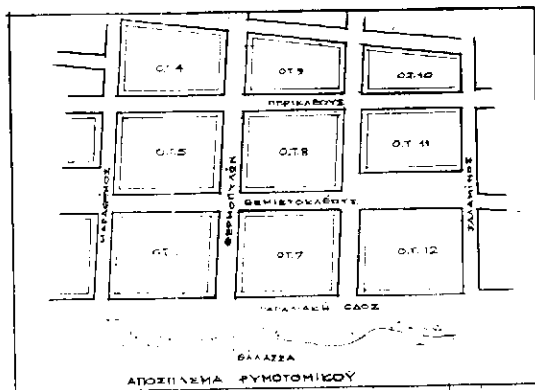 Ο.Τ.4
Ο.Τ.9
Ο.Τ.10
ΠΕΡΙΚΛΕΟΥΣ
Ο.Τ.5
Ο.Τ.8
Ο.Τ.11
ΜΑΡΑΘΩΝΟΣ
ΘΕΡΜΟΠΥΛΩΝ
ΣΑΛΑΜΙΝΟΣ
ΘΕΜΙΣΤΟΚΛΕΟΥΣ
Ο.Τ.
Ο.Τ.7
Ο.Τ.12
ΠΑΡΑΛΙΑΚΗ ΟΔΟΣ
ΘΑΛΑΣΣΑ
ΑΠΟΣΠΑΣΜΑ ΡΥΜΟΤΟΜΙΚΟΥ